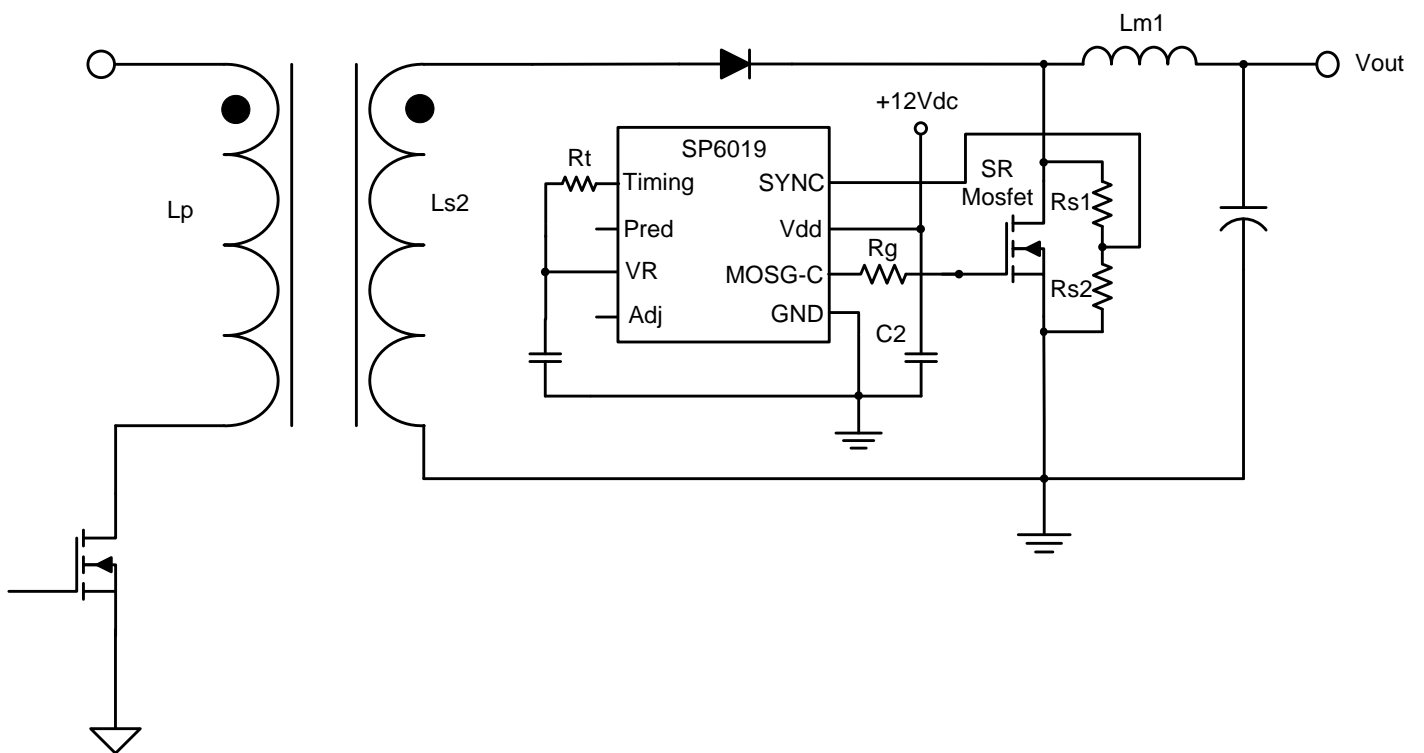 Lm1
Vout
+12Vdc
SP6019
Rt
Timing
SYNC
SR
Mosfet
Rs1
Lp
Ls2
Pred
Vdd
Rg
VR
MOSG-C
Rs2
Adj
GND
C2